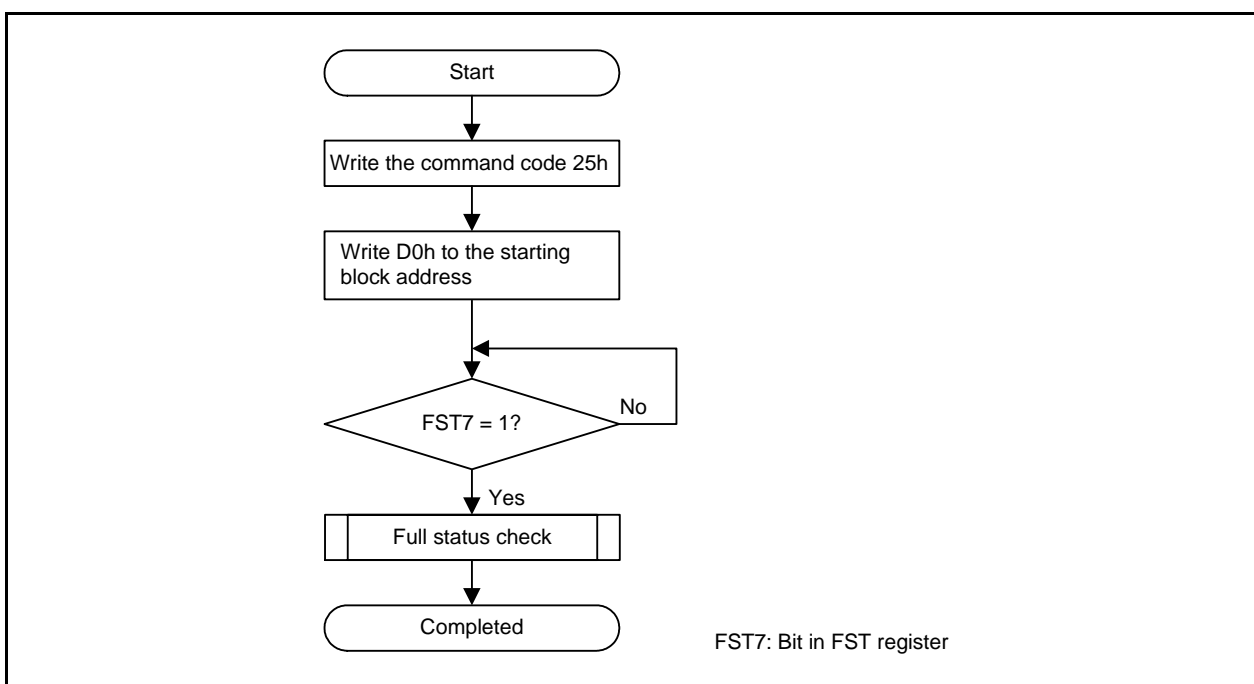 Start
Write the command code 25h
Write D0h to the starting
block address
No
FST7 = 1?
Yes
Full status check
Completed
FST7: Bit in FST register